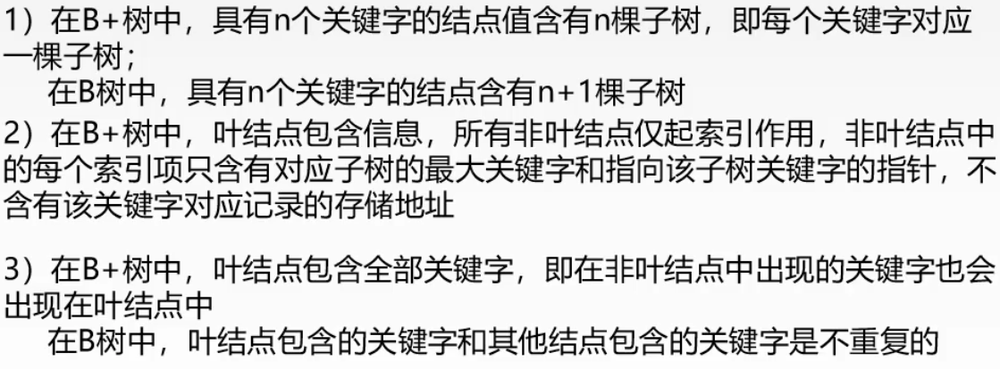 1）在B+树中，具有n个关键字的结点值含有n棵子树，即每个关键字对应
一棵子树；
在B树中，具有n个关键字的结点含有n+1棵子树
2）在B+树中，叶结点包含信息，所有非叶结点仅起索引作用，非叶结点中
的每个索引项只含有对应子树的最大关键字和指向该子树关键字的指针，不
含有该关键字对应记录的存储地址
3）在B+树中，叶结点包含全部关键字，即在非叶结点中出现的关键字也会
出现在叶结点中
在B树中，叶结点包含的关键字和其他结点包含的关键字是不重复的